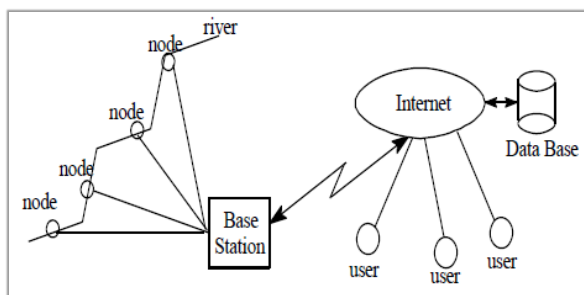 river
node
node
node
node
Base
Station
Internet
Data Base
user
user
user